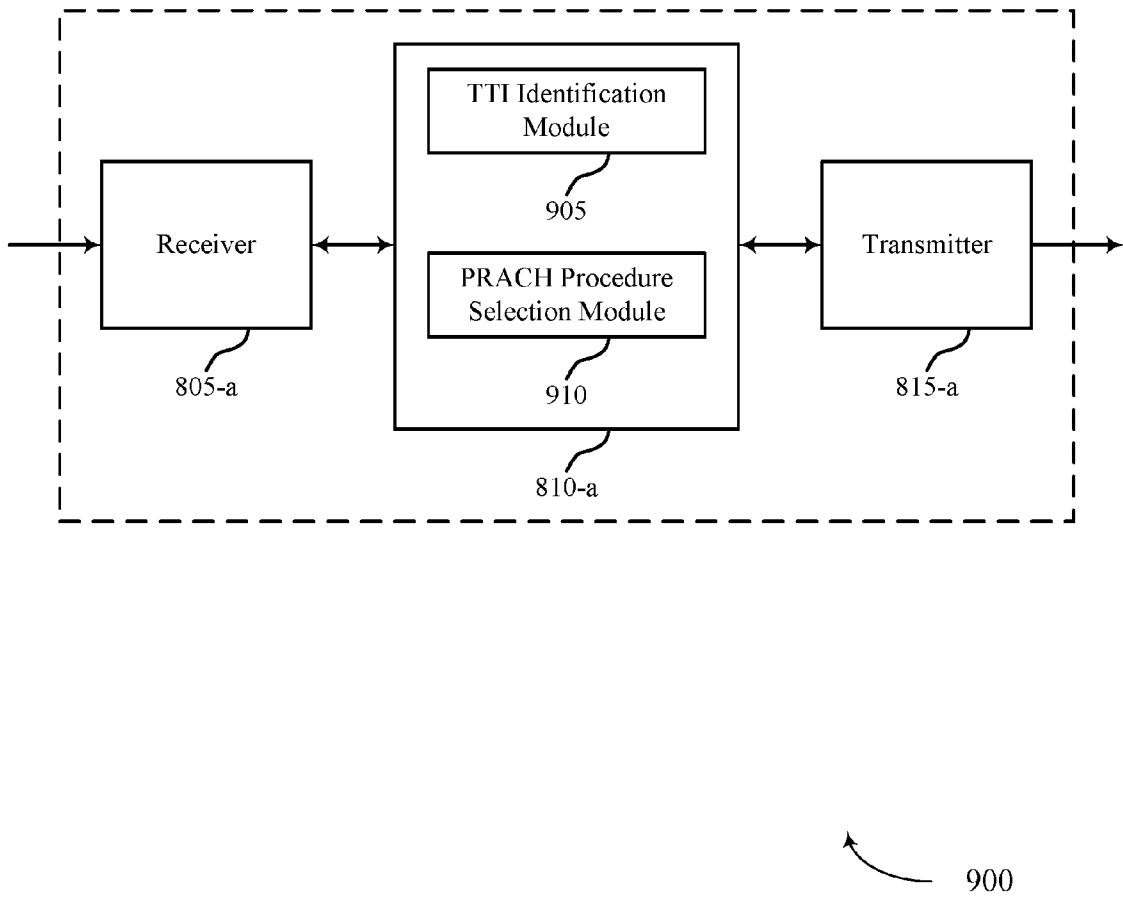 TTI Identification
Module
905
Receiver
805-a
PRACH Procedure
Selection Module
910
810-a
Transmitter
815-a
900